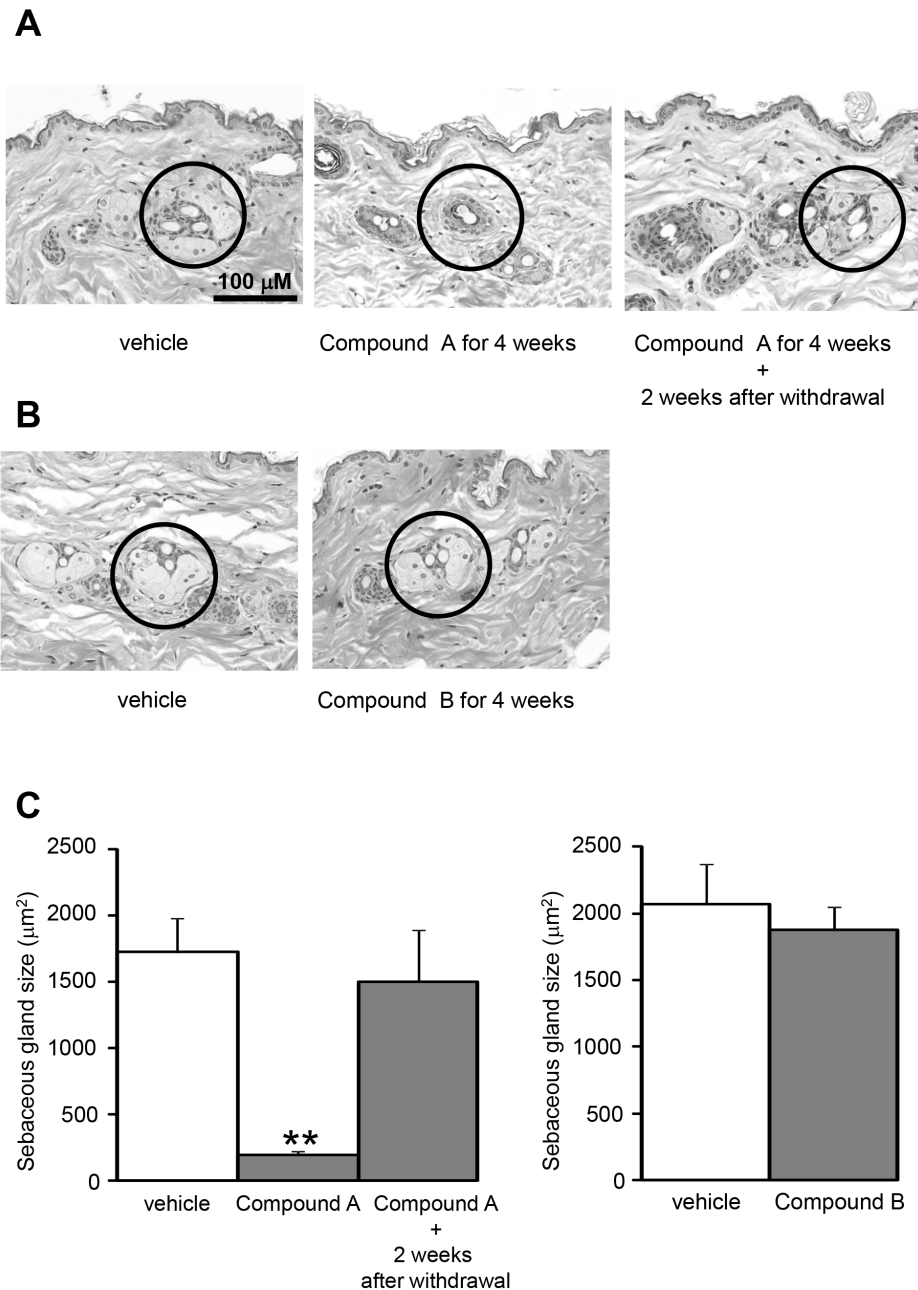 A
100 μM
vehicle
Compound A for 4 weeks
Compound A for 4 weeks
+
2 weeks after withdrawal
B
vehicle
Compound B for 4 weeks
C
Sebaceous gland size (μm²)
2500
2000
1500
1000
500
0
**
vehicle
Compound A
Compound A
+
2 weeks
after withdrawal
Sebaceous gland size (μm²)
2500
2000
1500
1000
500
0
vehicle
Compound B